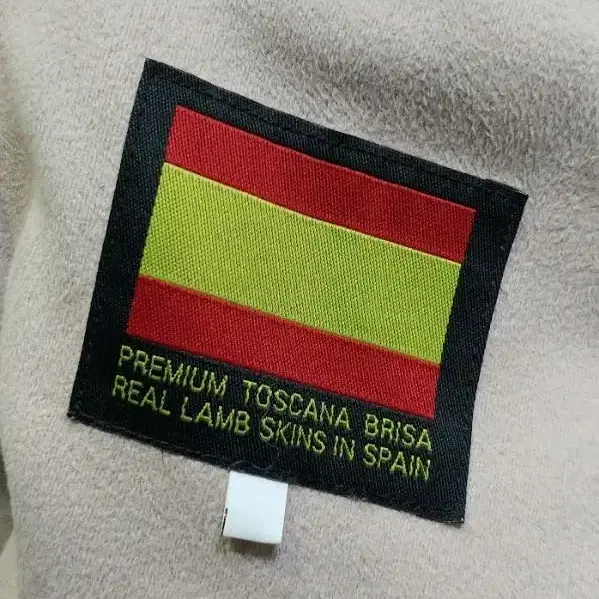 PREMIUM TOSCANA BRISA
REAL LAMB SKINS IN SPAIN